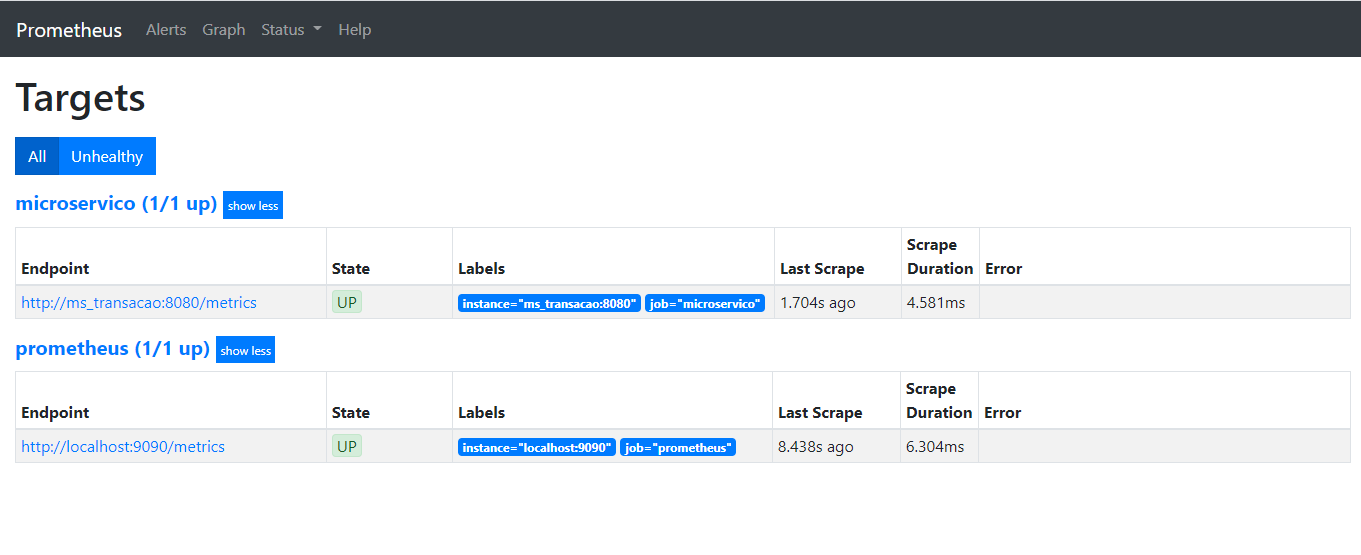 Prometheus Alerts Graph Status Help
Targets
All Unhealthy
microservico (1/1 up) show less
Endpoint State Labels Last Scrape Scrape Duration Error
http://ms_transacao:8080/metrics UP instance="ms_transacao:8080" job="microservico" 1.704s ago 4.581ms
prometheus (1/1 up) show less
Endpoint State Labels Last Scrape Scrape Duration Error
http://localhost:9090/metrics UP instance="localhost:9090" job="prometheus" 8.438s ago 6.304ms